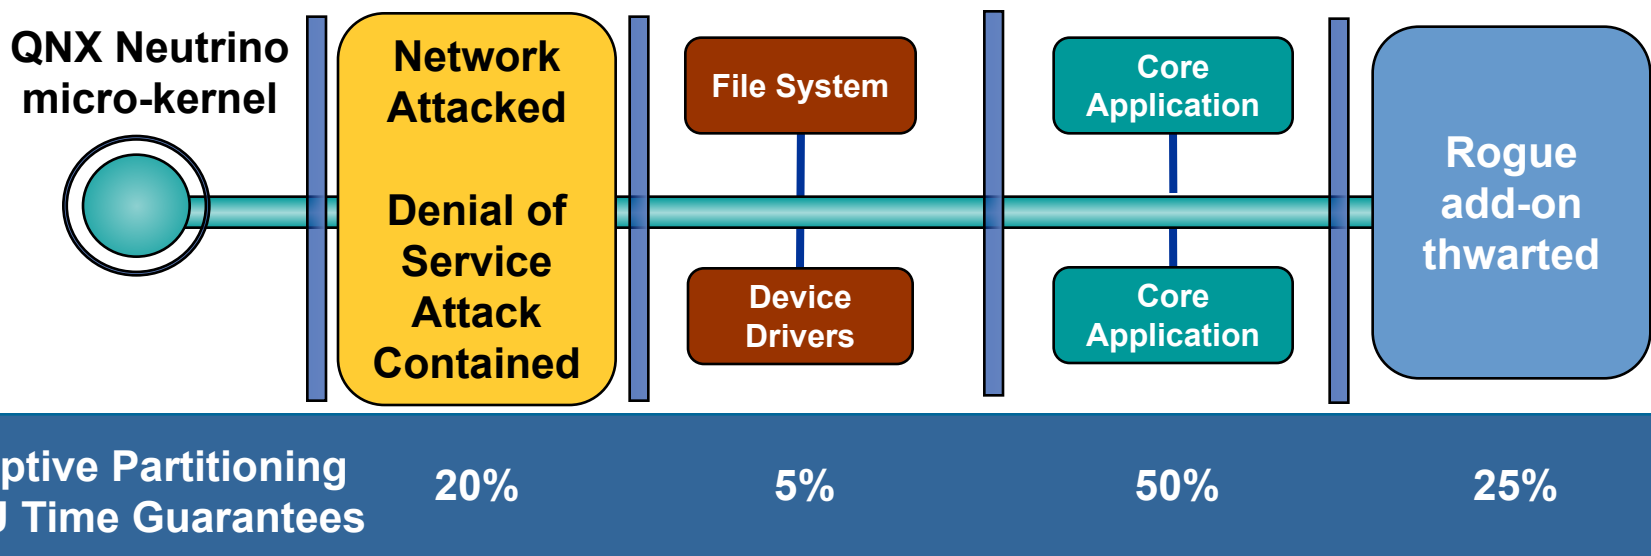 QNX Neutrino
micro-kernel
Network
Attacked
Denial of
Service
Attack
Contained
File System
Device
Drivers
Core
Application
Core
Application
Rogue
add-on
thwarted
Partitioning
Time Guarantees
20%
5%
50%
25%